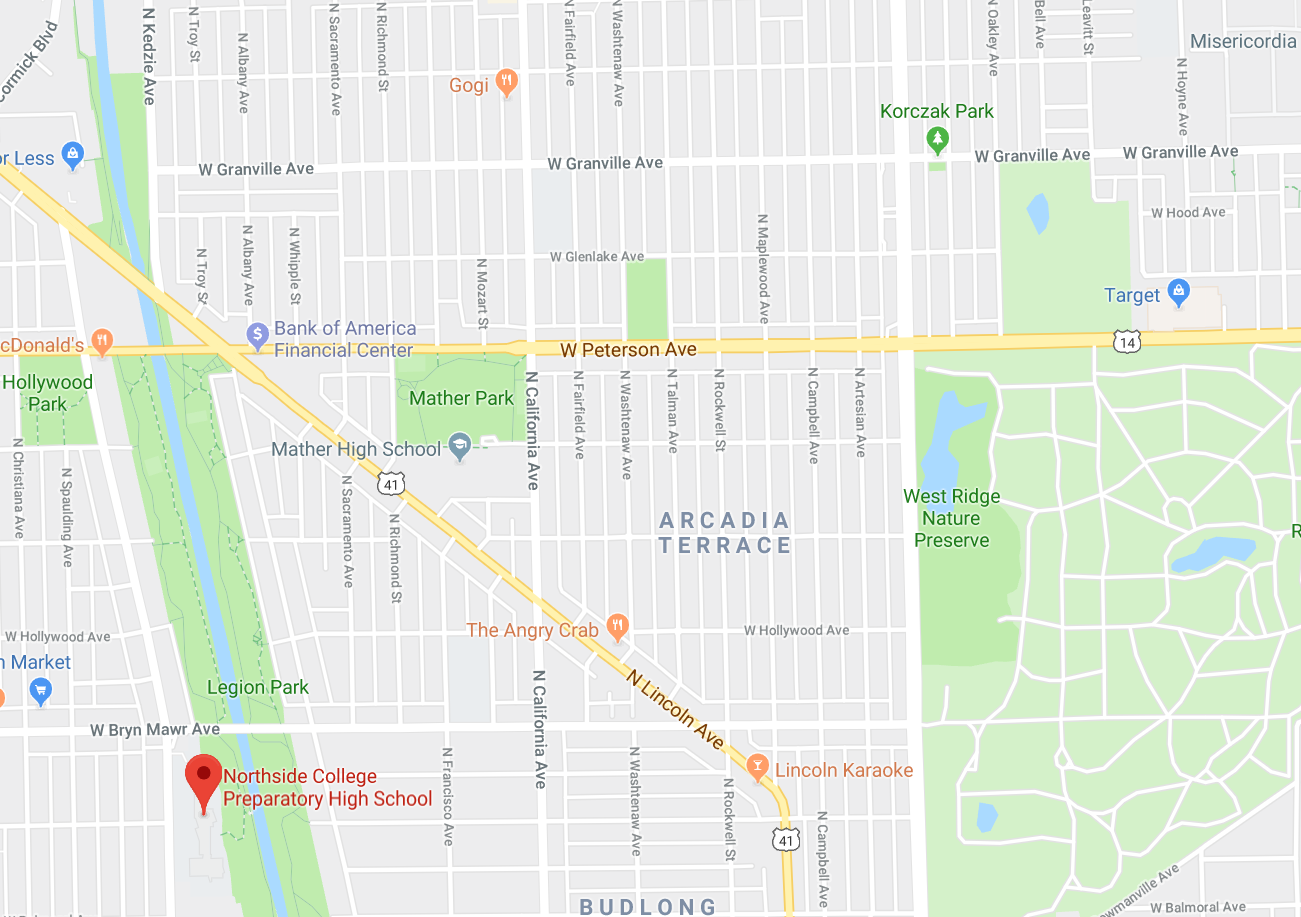 N Kedzie Ave
N Troy St
N Albany Ave
N Sacramento Ave
N Richmond St
N Fairfield Ave
N Washtenaw Ave
N Oakley Ave
Bell Ave
Leavitt St
Misericordia
cormick Blvd
Gogi
N Hoyne Ave
Korczak Park
or Less
W Granville Ave
W Granville Ave
W Granville Ave
W Granville Ave
W Hood Ave
N Troy St
N Albany Ave
N Whipple St
N Mozart St
W Glenlake Ave
N Maplewood Ave
Target
Bank of America
Financial Center
cDonald's
W Peterson Ave
14
Hollywood
Park
Mather Park
N California Ave
N Fairfield Ave
N Washtenaw Ave
N Talman Ave
N Rockwell St
N Campbell Ave
N Artesian Ave
Mather High School
N Christiana Ave
N Spaulding Ave
41
N Sacramento Ave
N Richmond St
West Ridge
Nature
Preserve
ARCADIA
TERRACE
R
W Hollywood Ave
The Angry Crab
W Hollywood Ave
n Market
Legion Park
N California Ave
N Lincoln Ave
W Bryn Mawr Ave
Northside College
Preparatory High School
N Francisco Ave
N Washtenaw Ave
N Rockwell St
Lincoln Karaoke
41
N Campbell Ave
owmanville Ave
W Balmoral Ave
BUDLONG